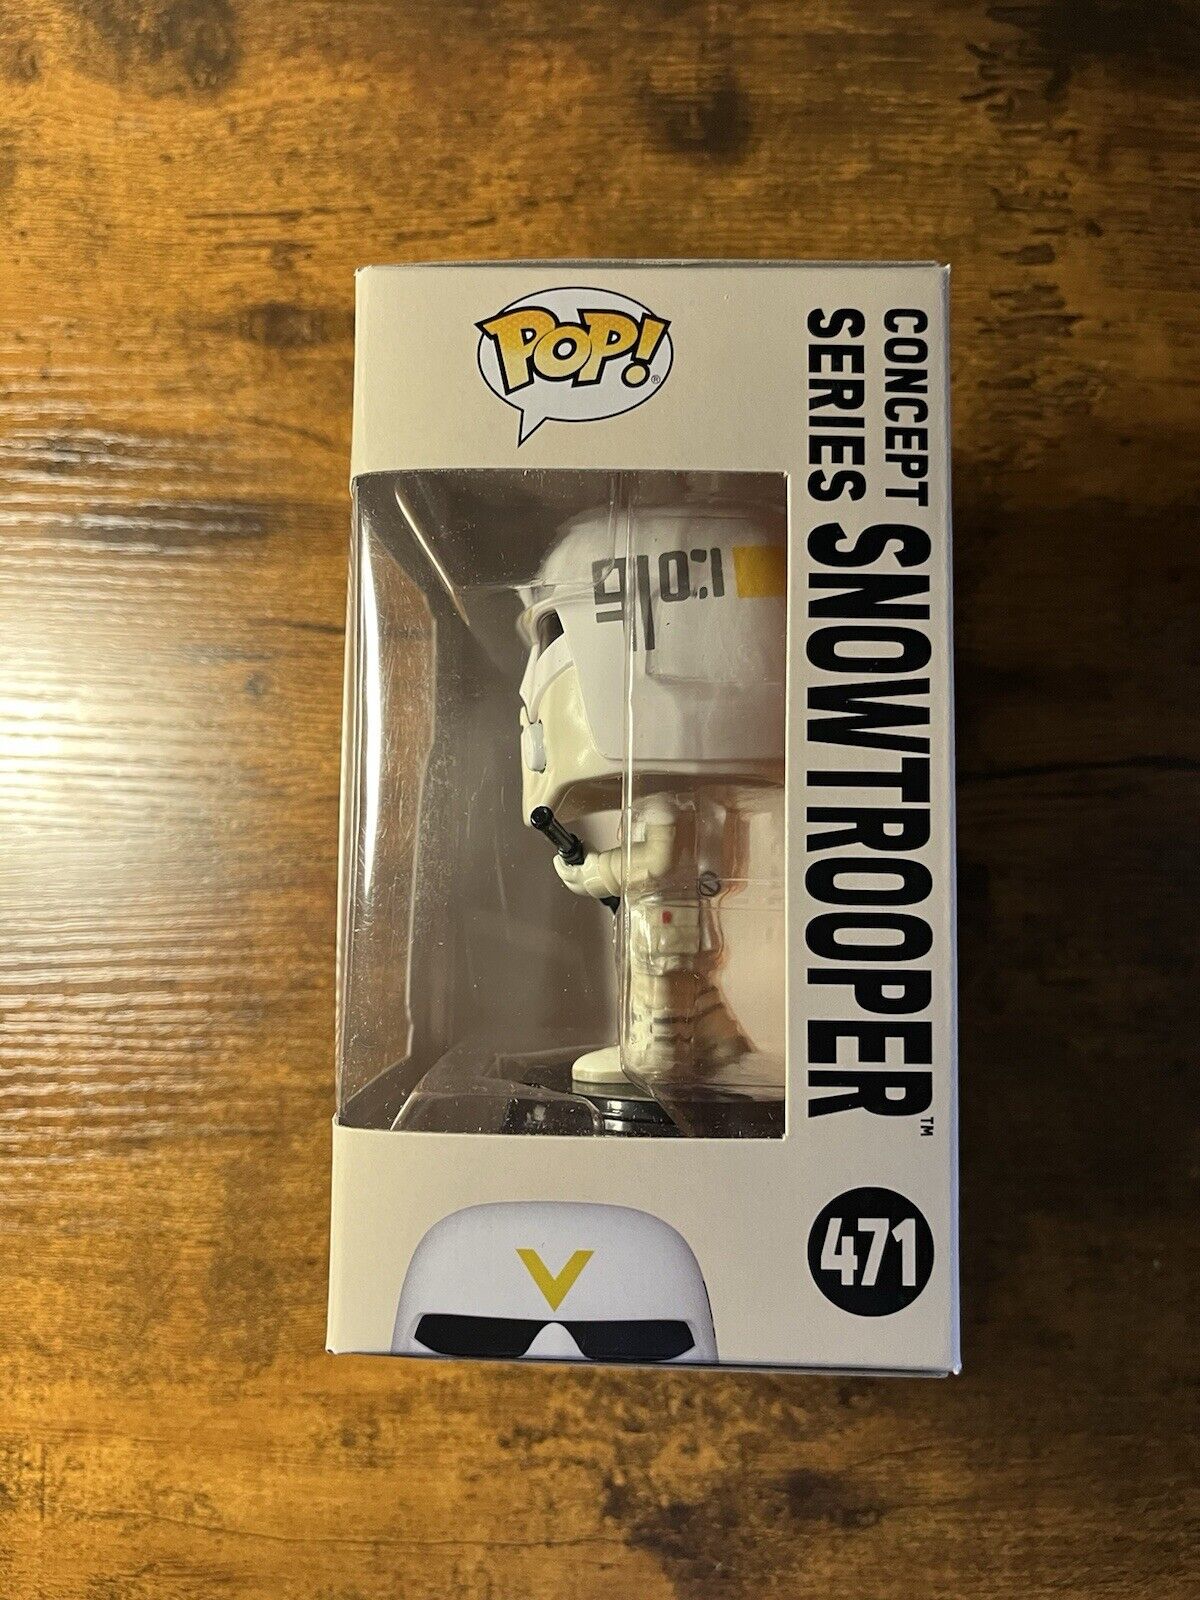 POP!®
CONCEPT
SERIES
SNOWTROOPER™
471